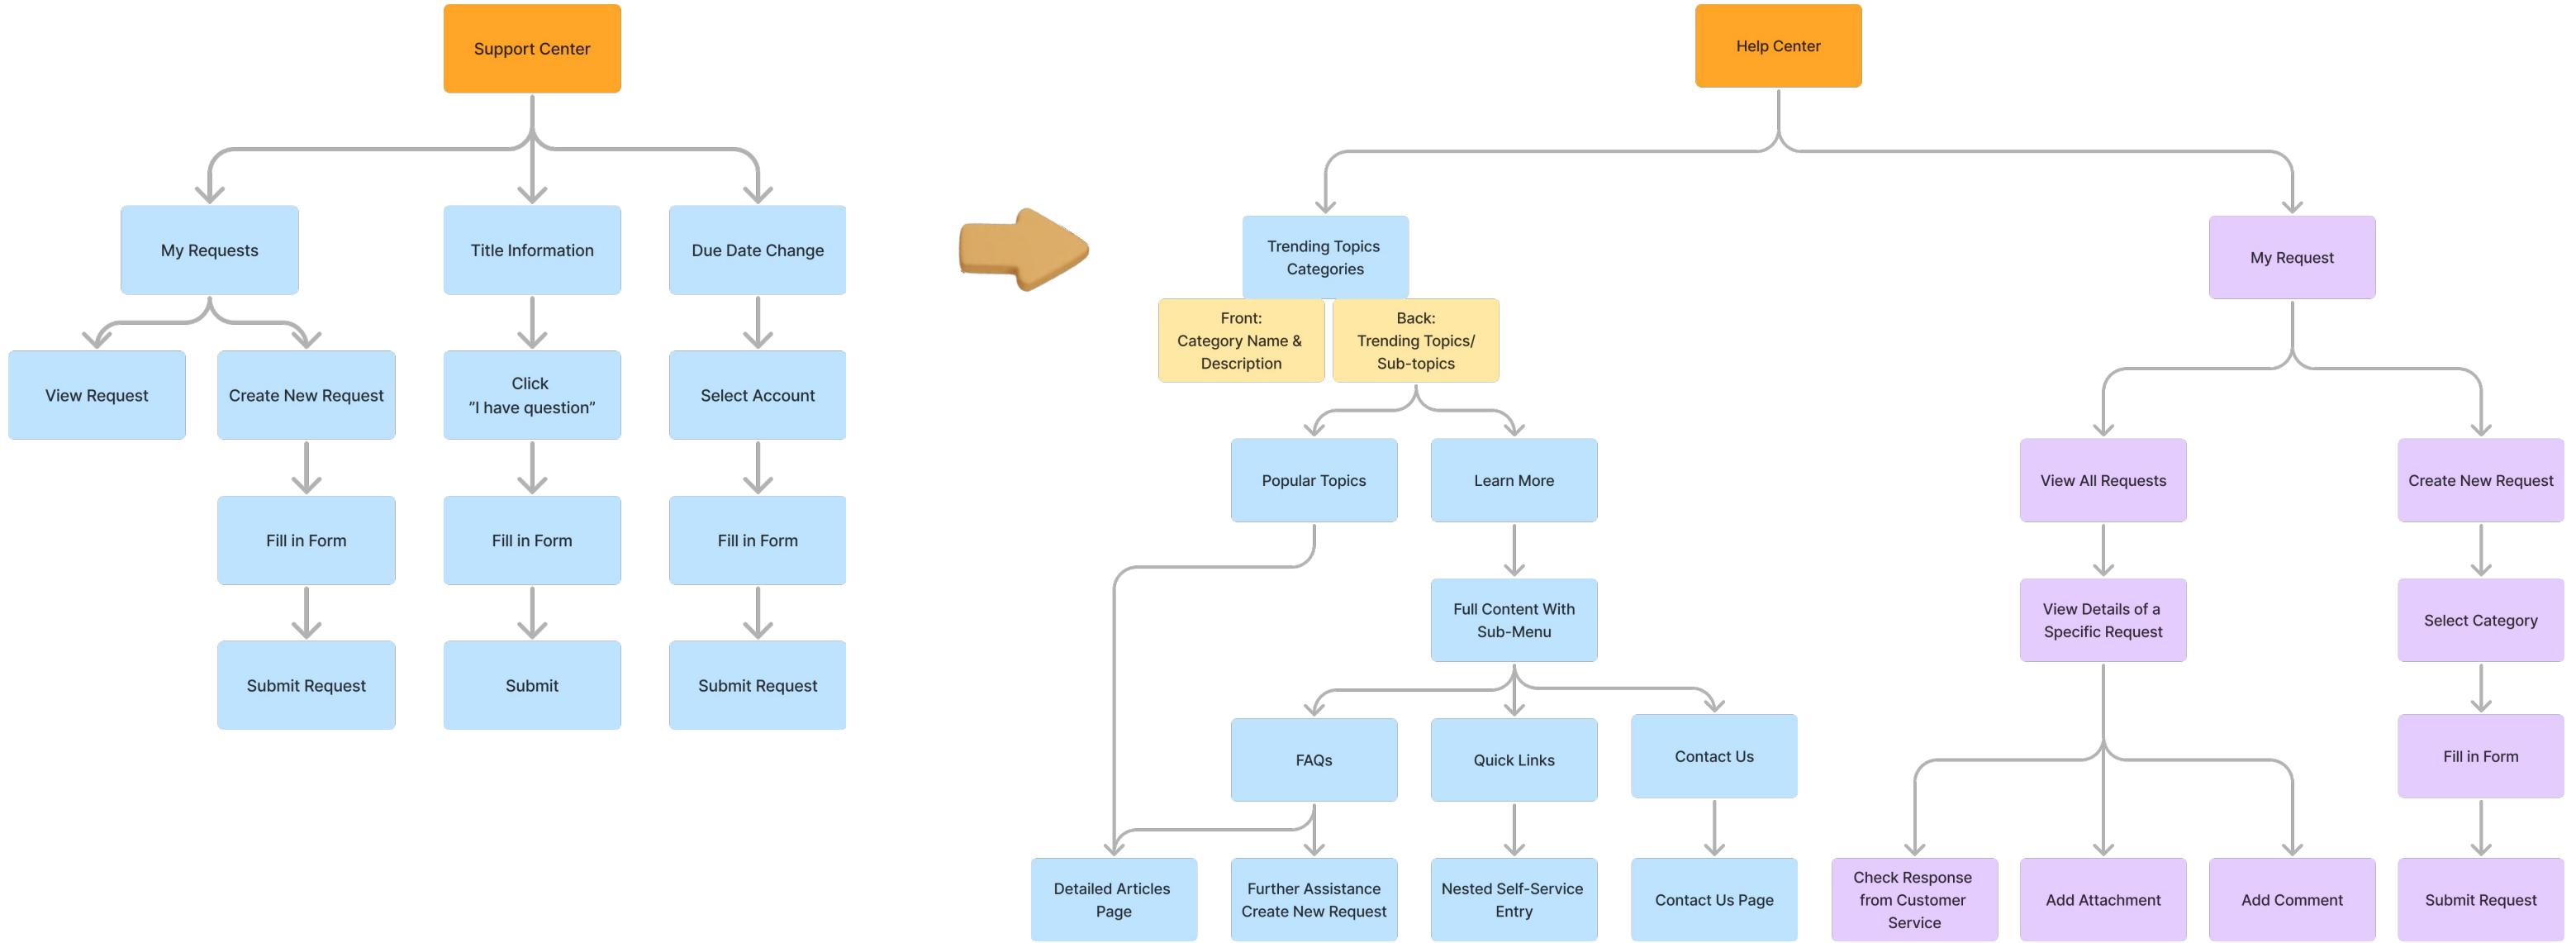 Support Center
My Requests
Title Information
Due Date Change
View Request
Create New Request
Click
”I have question”
Select Account
Fill in Form
Fill in Form
Fill in Form
Submit Request
Submit
Submit Request
Help Center
Trending Topics
Categories
My Request
Front:
Category Name &
Description
Back:
Trending Topics/
Sub-topics
Popular Topics
Learn More
View All Requests
Create New Request
Full Content With
Sub-Menu
View Details of a
Specific Request
Select Category
FAQs
Quick Links
Contact Us
Fill in Form
Detailed Articles
Page
Further Assistance
Create New Request
Nested Self-Service
Entry
Contact Us Page
Check Response
from Customer
Service
Add Attachment
Add Comment
Submit Request